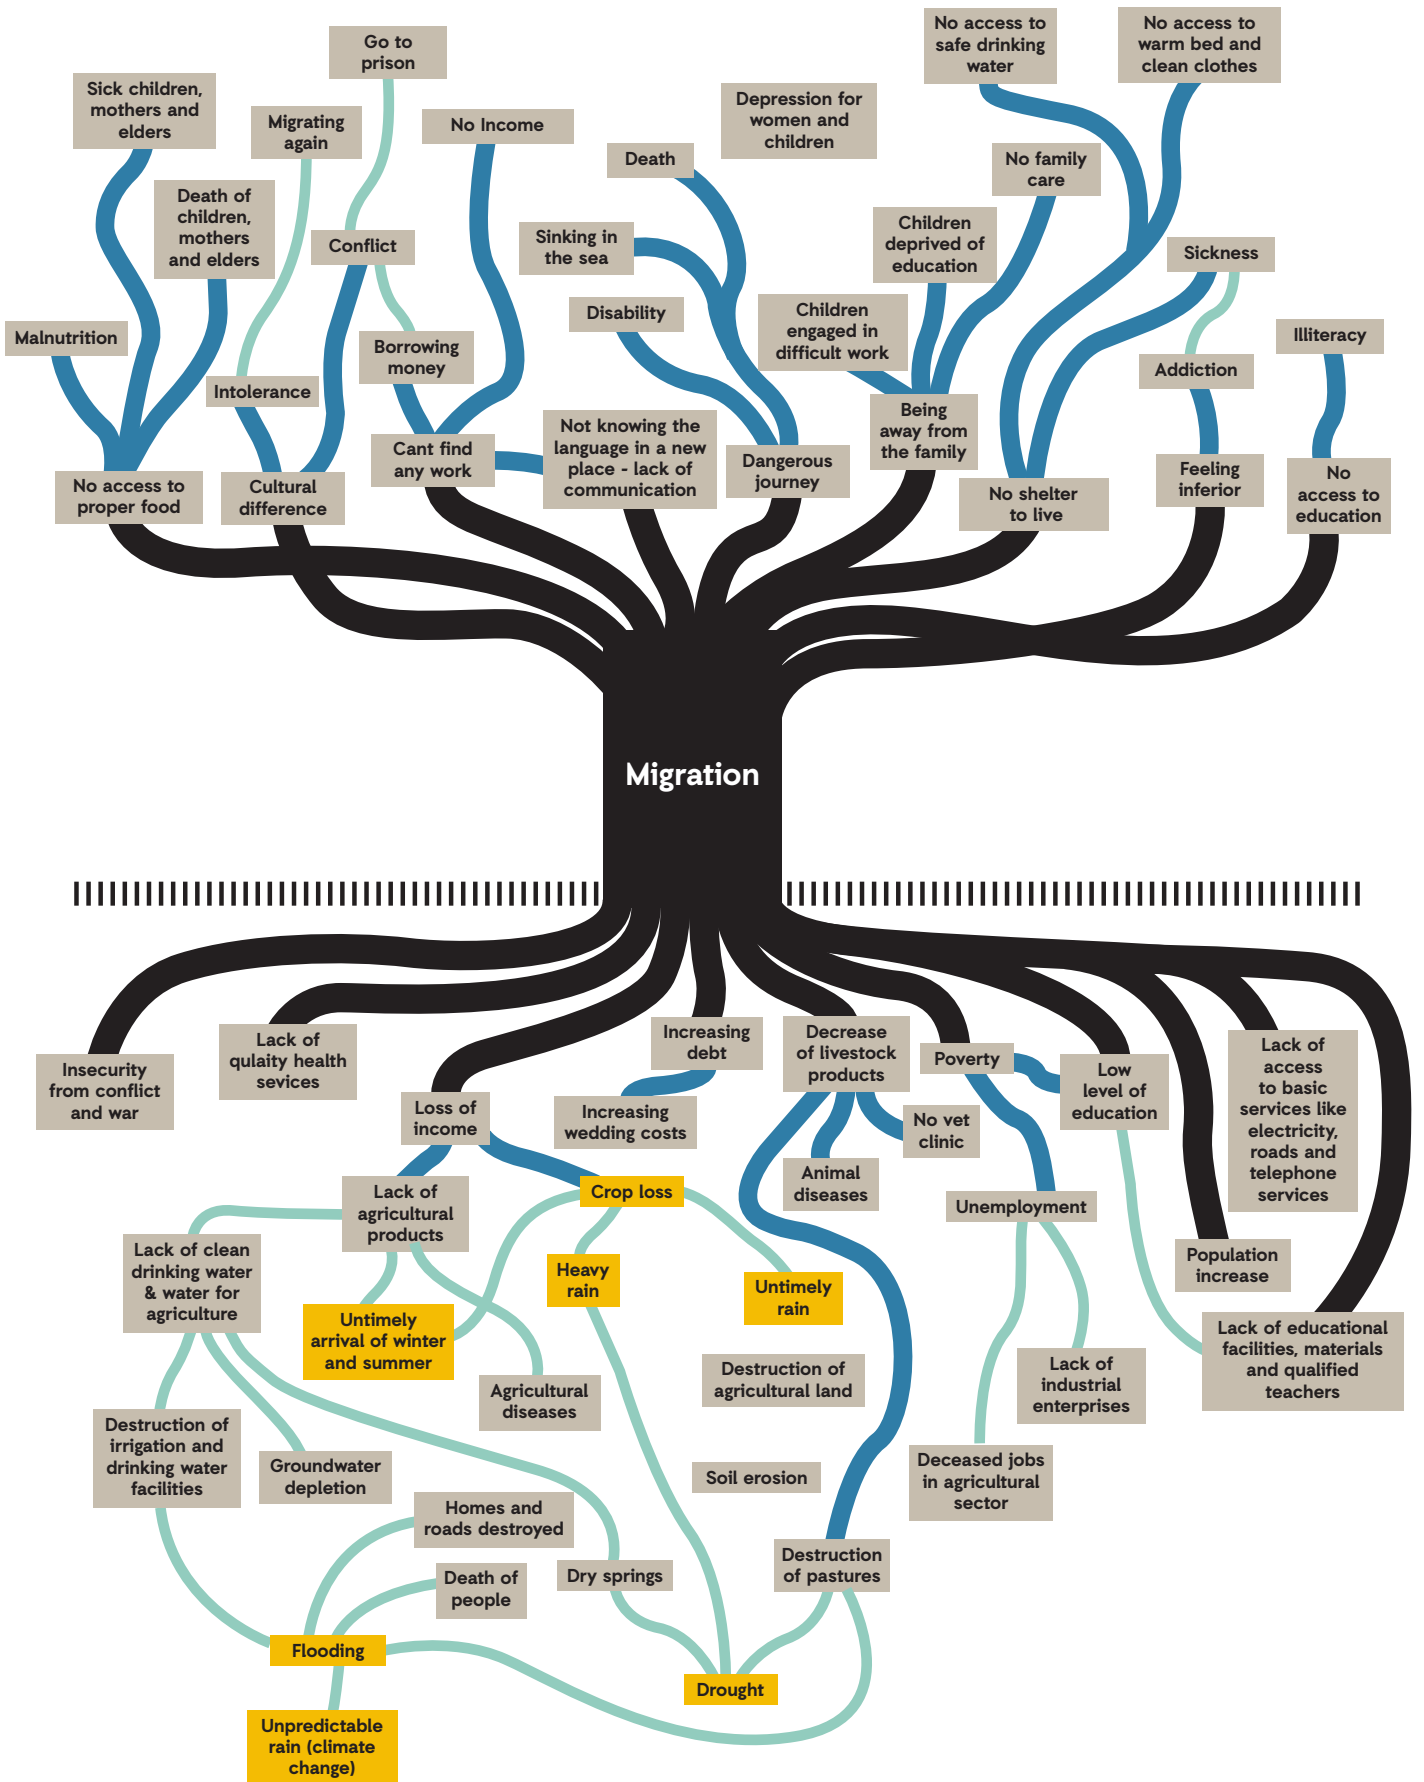 Go to
prison
No access to
safe drinking
water
No access to
warm bed and
clean clothes
Sick children,
mothers and
elders
Migrating
again
No Income
Depression for
women and
children
Death
No family
care
Death of
children,
mothers
and elders
Conflict
Sinking in
the sea
Children
deprived of
education
Sickness
Malnutrition
Disability
Children
engaged in
difficult work
Illiteracy
Borrowing
money
Addiction
Intolerance
Being
away from
the family
Cant find
any work
Not knowing the
language in a new
place - lack of
communication
Dangerous
journey
Feeling
inferior
No
access to
education
No access to
proper food
Cultural
difference
No shelter
to live
Migration
Insecurity
from conflict
and war
Lack of
qulaity health
sevices
Loss of
income
Increasing
debt
Increasing
wedding costs
Decrease
of livestock
products
Poverty
Low
level of
education
Lack of
access
to basic
services like
electricity,
roads and
telephone
services
No vet
clinic
Animal
diseases
Lack of
agricultural
products
Crop loss
Unemployment
Lack of clean
drinking water
& water for
agriculture
Heavy
rain
Untimely
rain
Population
increase
Untimely
arrival of winter
and summer
Lack of educational
facilities, materials
and qualified
teachers
Agricultural
diseases
Destruction of
agricultural land
Lack of
industrial
enterprises
Destruction of
irrigation and
drinking water
facilities
Groundwater
depletion
Soil erosion
Deceased jobs
in agricultural
sector
Homes and
roads destroyed
Death of
people
Dry springs
Destruction
of pastures
Flooding
Drought
Unpredictable
rain (climate
change)